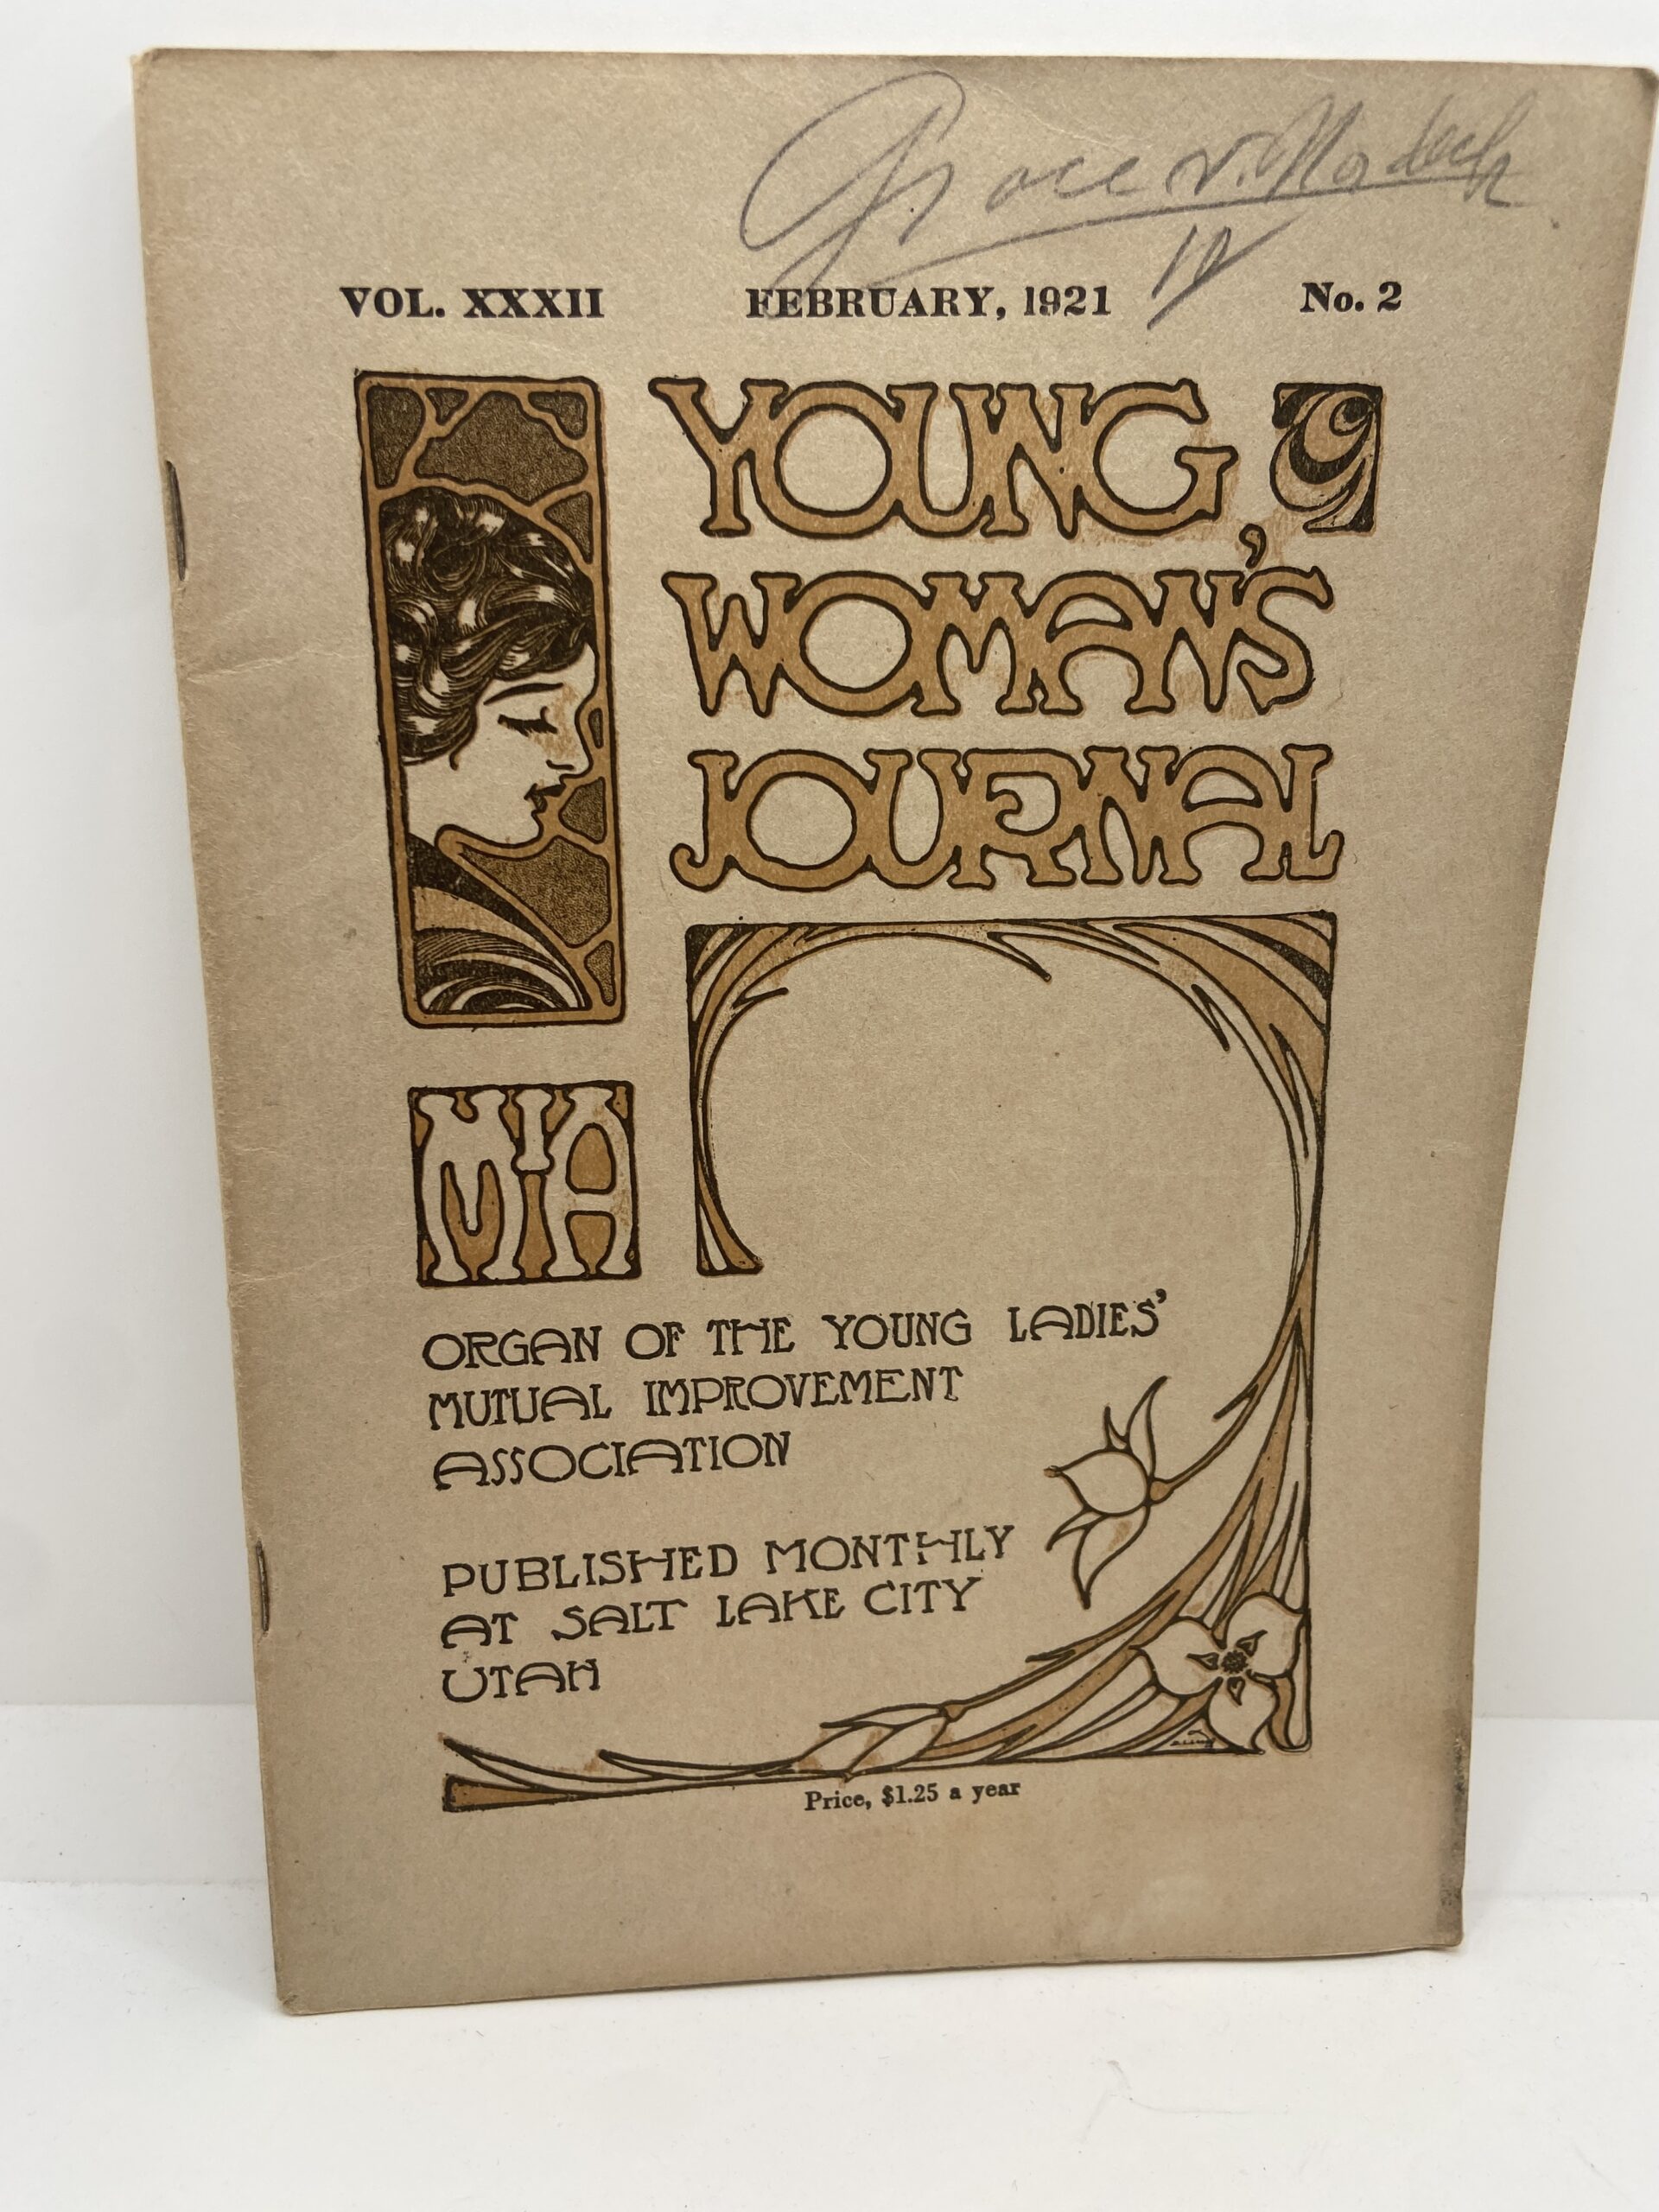 Grace v.
VOL. XXXII FEBRUARY, 1921 No. 2
YOUNG
WOMAN'S
JOURNAL
MIA
ORGAN OF THE YOUNG LADIES'
MUTUAL IMPROVEMENT
ASSOCIATION
PUBLISHED MONTHLY
AT SALT LAKE CITY
UTAH
Price, $1.25 a year